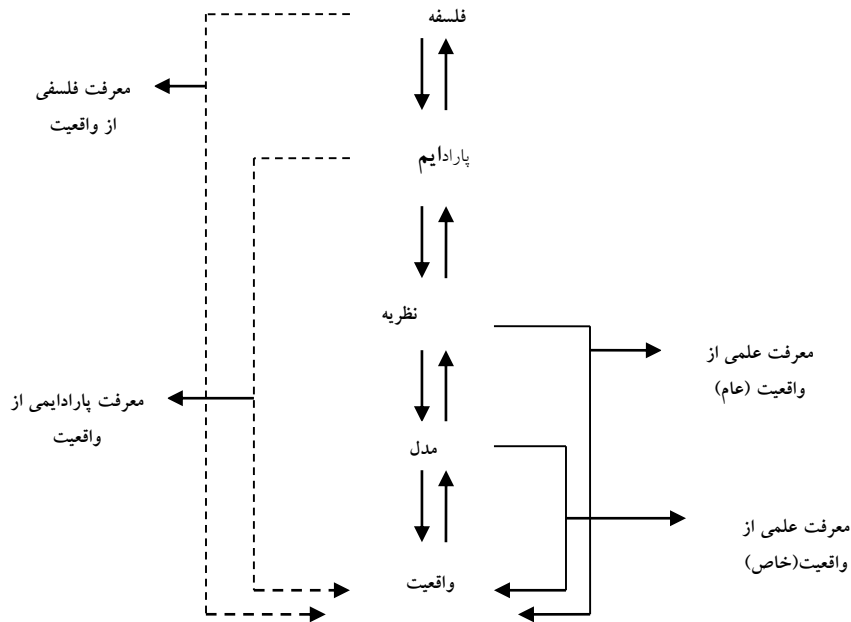 فلسفه
معرفت فلسفی
از واقعیت
پارادایم
نظریه
معرفت علمی از
واقعیت (عام)
معرفت پارادایمی از
واقعیت
مدل
معرفت علمی از
واقعیت(خاص)
واقعیت